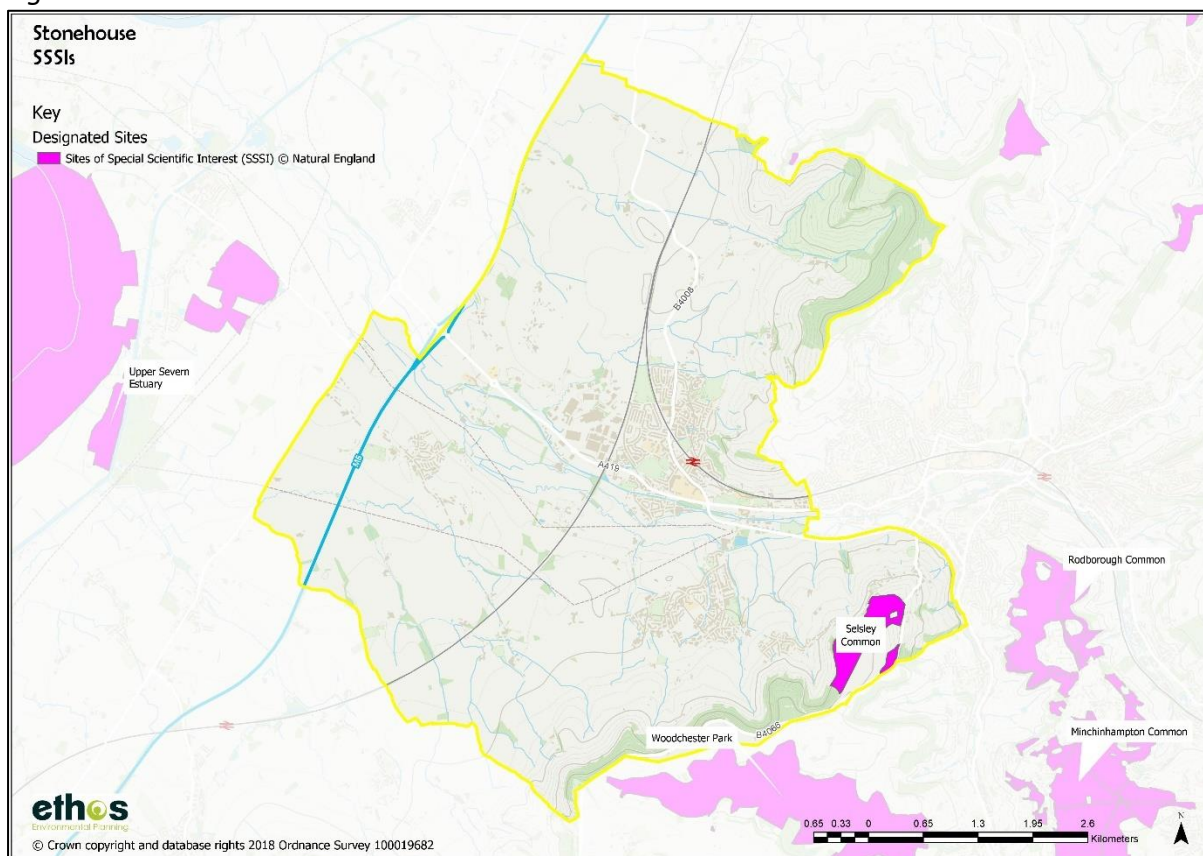 Stonehouse
SSSIs
Key
Designated Sites
Sites of Special Scientific Interest (SSSI) © Natural England
B4008
Upper Severn
Estuary
M5
A419
Rodborough Common
Selsley
Common
Woodchester Park
B4066
Minchinhampton Common
ethos
Environmental Planning
© Crown copyright and database rights 2018 Ordnance Survey 100019682
0.65 0.33 0 0.65 1.3 1.95 2.6
Kilometers
N